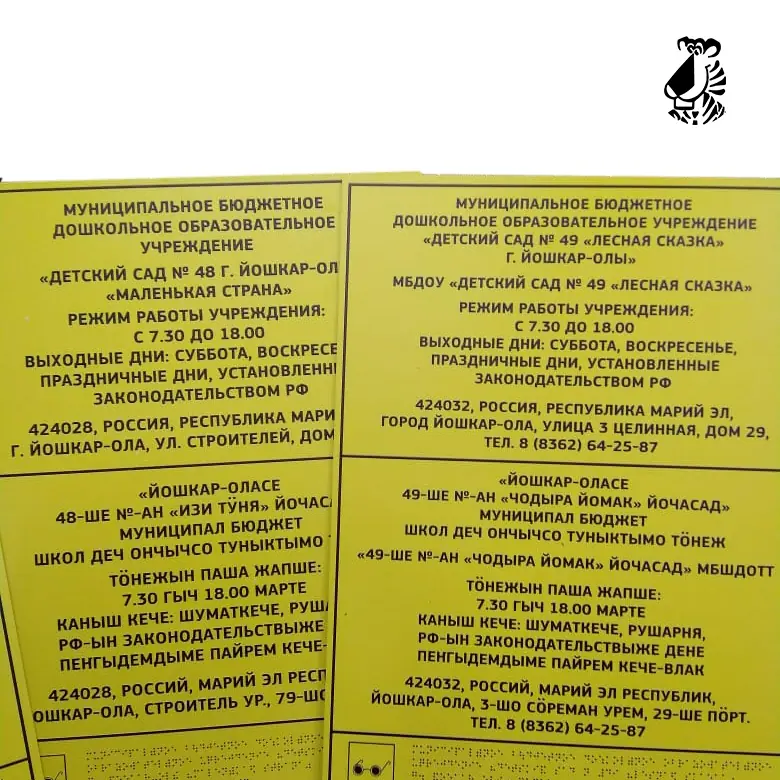 МУНИЦИПАЛЬНОЕ БЮДЖЕТНОЕ
ДОШКОЛЬНОЕ ОБРАЗОВАТЕЛЬНОЕ
УЧРЕЖДЕНИЕ
«ДЕТСКИЙ САД № 48 Г. ЙОШКАР-ОЛ
«МАЛЕНЬКАЯ СТРАНА»
РЕЖИМ РАБОТЫ УЧРЕЖДЕНИЯ:
С 7.30 ДО 18.00
ВЫХОДНЫЕ ДНИ: СУББОТА, ВОСКРЕСЕ
ПРАЗДНИЧНЫЕ ДНИ, УСТАНОВЛЕНН
ЗАКОНОДАТЕЛЬСТВОМ РФ
424028, РОССИЯ, РЕСПУБЛИКА МАРИ
Г. ЙОШКАР-ОЛА, УЛ. СТРОИТЕЛЕЙ, ДОМ
«ЙОШКАР-ОЛАСЕ
48-ШЕ №-АН «ИЗИ ТӰНЯ» ЙОЧАСА
МУНИЦИПАЛ БЮДЖЕТ
ШКОЛ ДЕЧ ОНЧЫЧСО ТУНЫКТЫМО
ТӦНЕЖЫН ПАША ЖАПШЕ:
7.30 ГЫЧ 18.00 МАРТЕ
КАНЫШ КЕЧЕ: ШУМАТКЕЧЕ, РУША
РФ-ЫН ЗАКОНОДАТЕЛЬСТВЫЖЕ
ПЕНГЫДЕМДЫМЕ ПАЙРЕМ КЕЧЕ-
424028, РОССИЙ, МАРИЙ ЭЛ РЕСП
ОШКАР-ОЛА, СТРОИТЕЛЬ УР., 79-ШО
МУНИЦИПАЛЬНОЕ БЮДЖЕТНОЕ
ДОШКОЛЬНОЕ ОБРАЗОВАТЕЛЬНОЕ УЧРЕЖДЕНИЕ
«ДЕТСКИЙ САД № 49 «ЛЕСНАЯ СКАЗКА»
Г. ЙОШКАР-ОЛЫ»
МБДОУ «ДЕТСКИЙ САД № 49 «ЛЕСНАЯ СКАЗКА»
РЕЖИМ РАБОТЫ УЧРЕЖДЕНИЯ:
С 7.30 ДО 18.00
ВЫХОДНЫЕ ДНИ: СУББОТА, ВОСКРЕСЕНЬЕ,
ПРАЗДНИЧНЫЕ ДНИ, УСТАНОВЛЕННЫЕ
ЗАКОНОДАТЕЛЬСТВОМ РФ
424032, РОССИЯ, РЕСПУБЛИКА МАРИЙ ЭЛ,
ГОРОД ЙОШКАР-ОЛА, УЛИЦА 3 ЦЕЛИННАЯ, ДОМ 29,
ТЕЛ. 8 (8362) 64-25-87
«ЙОШКАР-ОЛАСЕ
49-ШЕ №-АН «ЧОДЫРА ЙОМАК» ЙОЧАСАД»
МУНИЦИПАЛ БЮДЖЕТ
ШКОЛ ДЕЧ ОНЧЫЧСО ТУНЫКТЫМО ТӦНЕЖ
«49-ШЕ №-АН «ЧОДЫРА ЙОМАК» ЙОЧАСАД» МБШДОТТ
ТӦНЕЖЫН ПАША ЖАПШЕ:
7.30 ГЫЧ 18.00 МАРТЕ
КАНЫШ КЕЧЕ: ШУМАТКЕЧЕ, РУШАРНЯ,
РФ-ЫН ЗАКОНОДАТЕЛЬСТВЫЖЕ ДЕНЕ
ПЕНГЫДЕМДЫМЕ ПАЙРЕМ КЕЧЕ-ВЛАК
424032, РОССИЙ, МАРИЙ ЭЛ РЕСПУБЛИК,
ЙОШКАР-ОЛА, 3-ШО СӦРЕМАН УРЕМ, 29-ШЕ ПӦРТ.
ТЕЛ. 8 (8362) 64-25-87